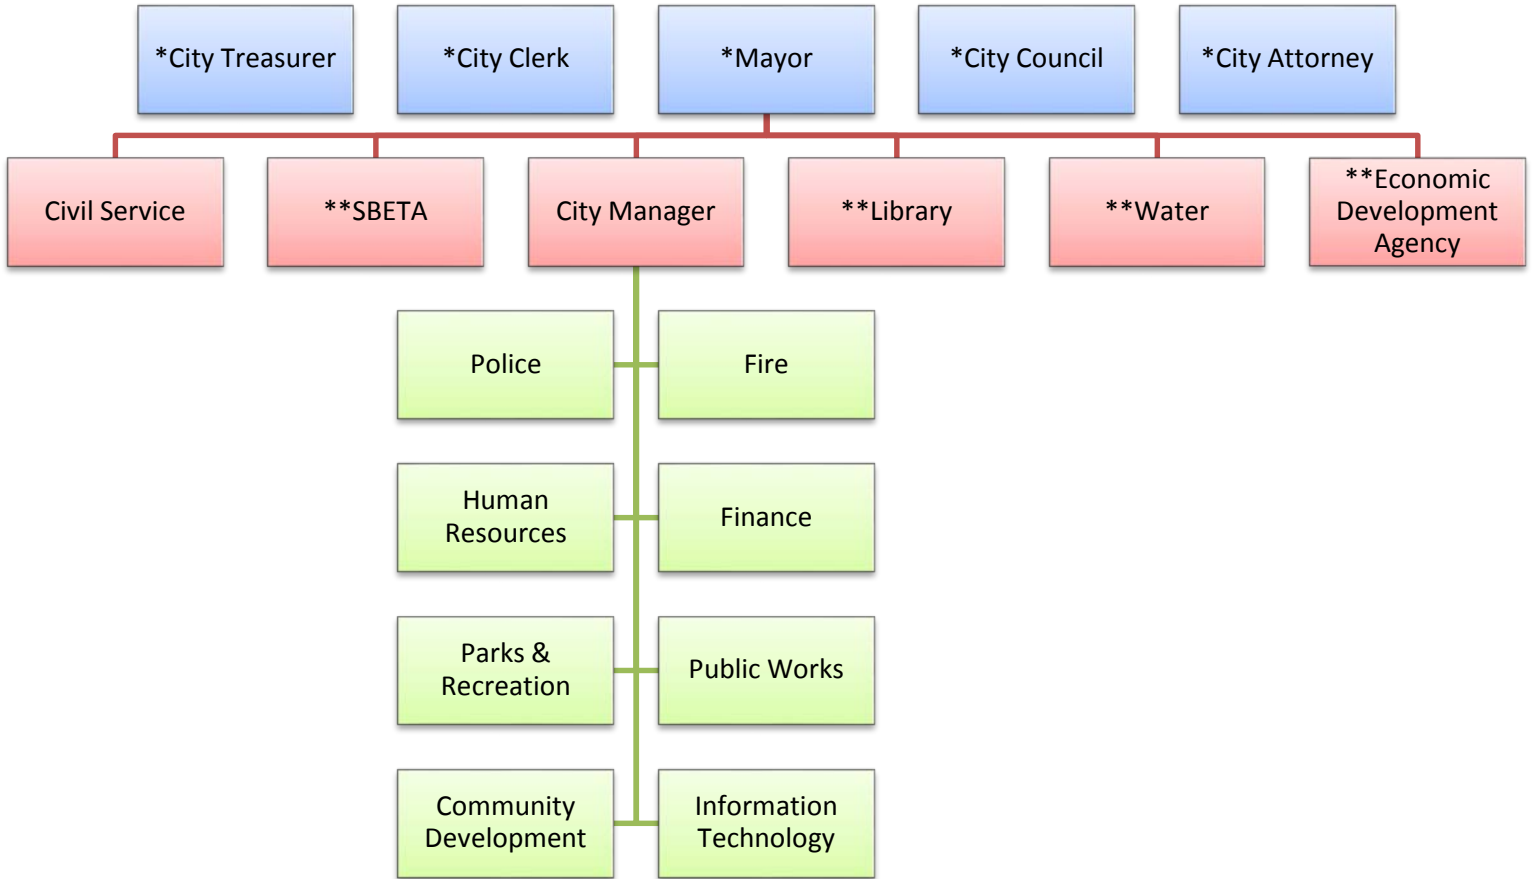 *City Treasurer
*City Clerk
*Mayor
*City Council
*City Attorney
Civil Service
**SBETA
City Manager
**Library
**Water
**Economic
Development
Agency
Police
Fire
Human
Resources
Finance
Parks &
Recreation
Public Works
Community
Development
Information
Technology